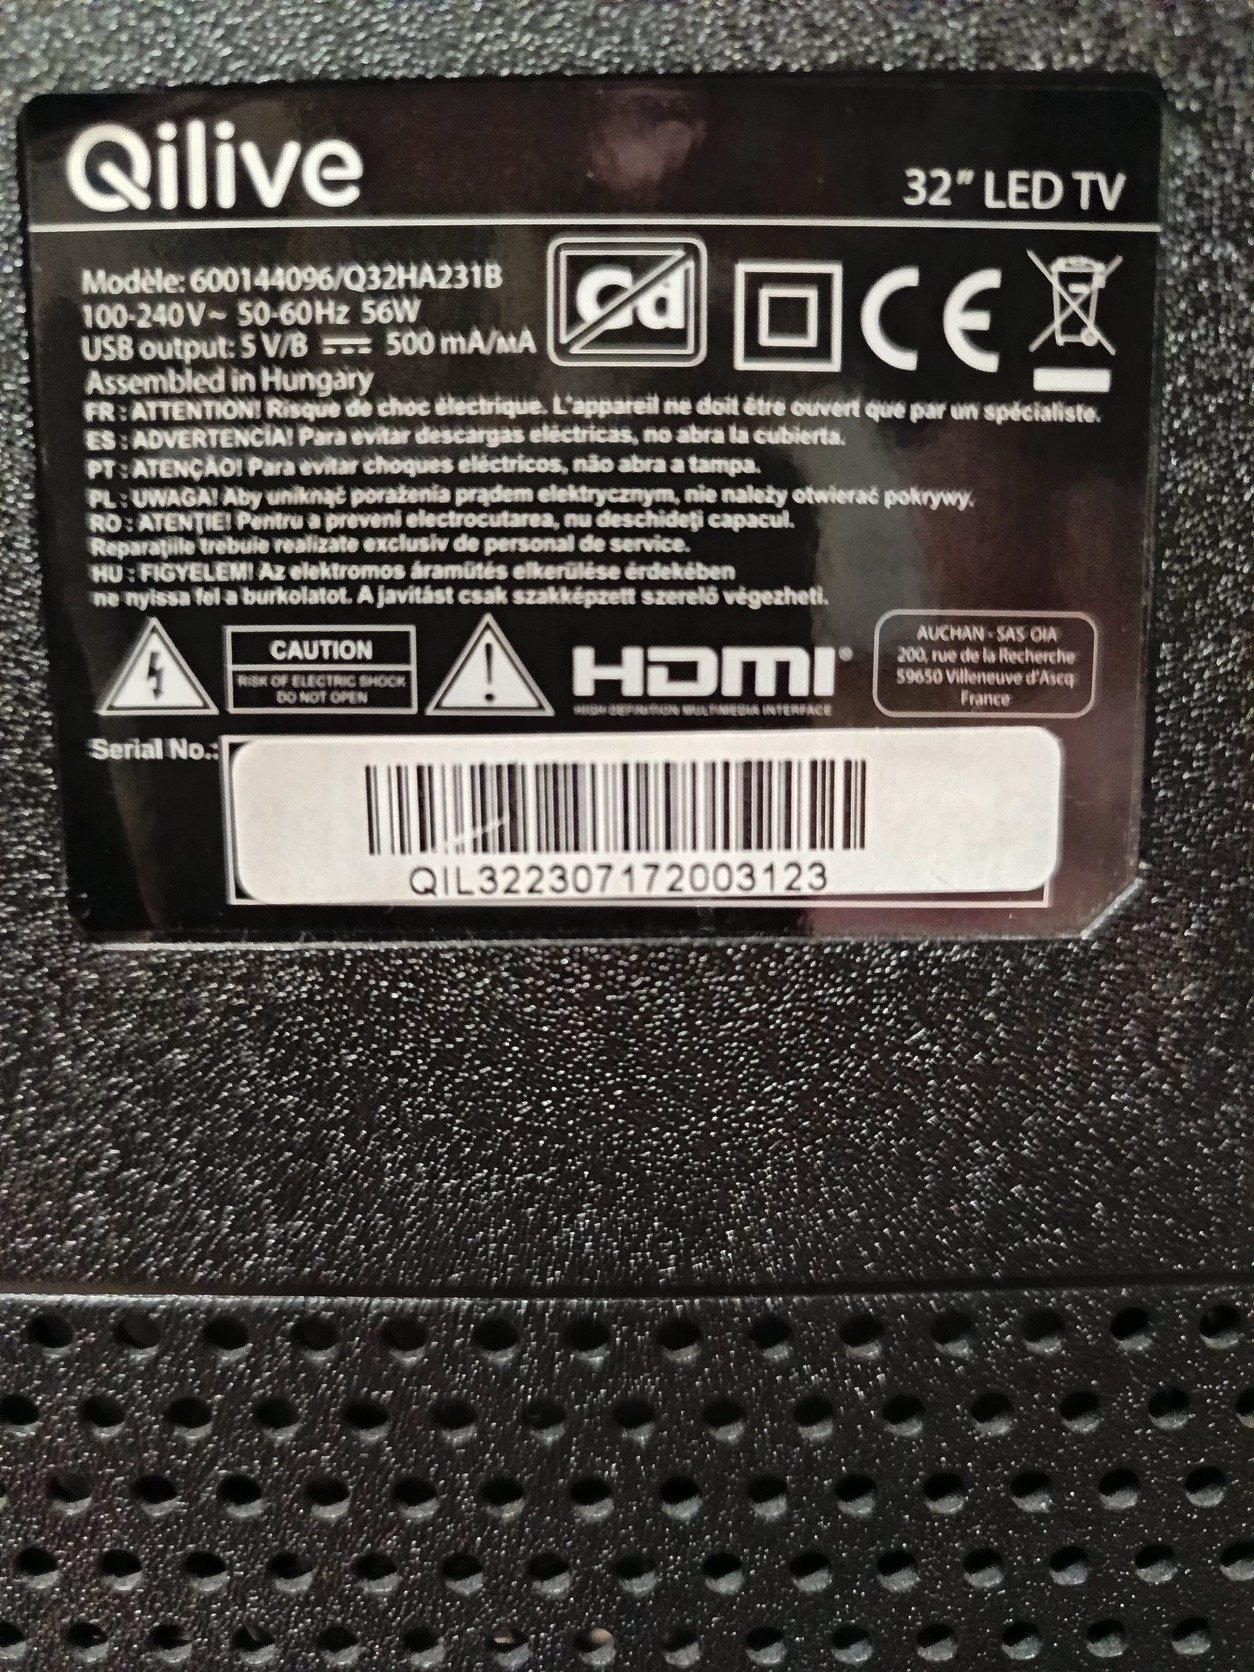 Qilive
32" LED TV
Modèle: 600144096/Q32HA231B
100-240V~ 50-60Hz 56W
USB output: 5 V/B ⎓ 500 mA/мА
Assembled in Hungary
Cd
CE
FR : ATTENTION! Risque de choc électrique. L'appareil ne doit être ouvert que par un spécialiste.
ES : ADVERTENCIA! Para evitar descargas eléctricas, no abra la cubierta.
PT : ATENÇÃO! Para evitar choques eléctricos, não abra a tampa.
PL : UWAGA! Aby uniknąć porażenia prądem elektrycznym, nie należy otwierać pokrywy.
RO : ATENŢIE! Pentru a preveni electrocutarea, nu deschideţi capacul.
Reparaţiile trebuie realizate exclusiv de personal de service.
HU : FIGYELEM! Az elektromos áramütés elkerülése érdekében
ne nyissa fel a burkolatot. A javítást csak szakképzett szerelő végezheti.
CAUTION
RISK OF ELECTRIC SHOCK
DO NOT OPEN
HDMI®
HIGH DEFINITION MULTIMEDIA INTERFACE
AUCHAN - SAS OIA
200, rue de la Recherche
59650 Villeneuve d'Ascq
France
Serial No.:
QIL322307172003123